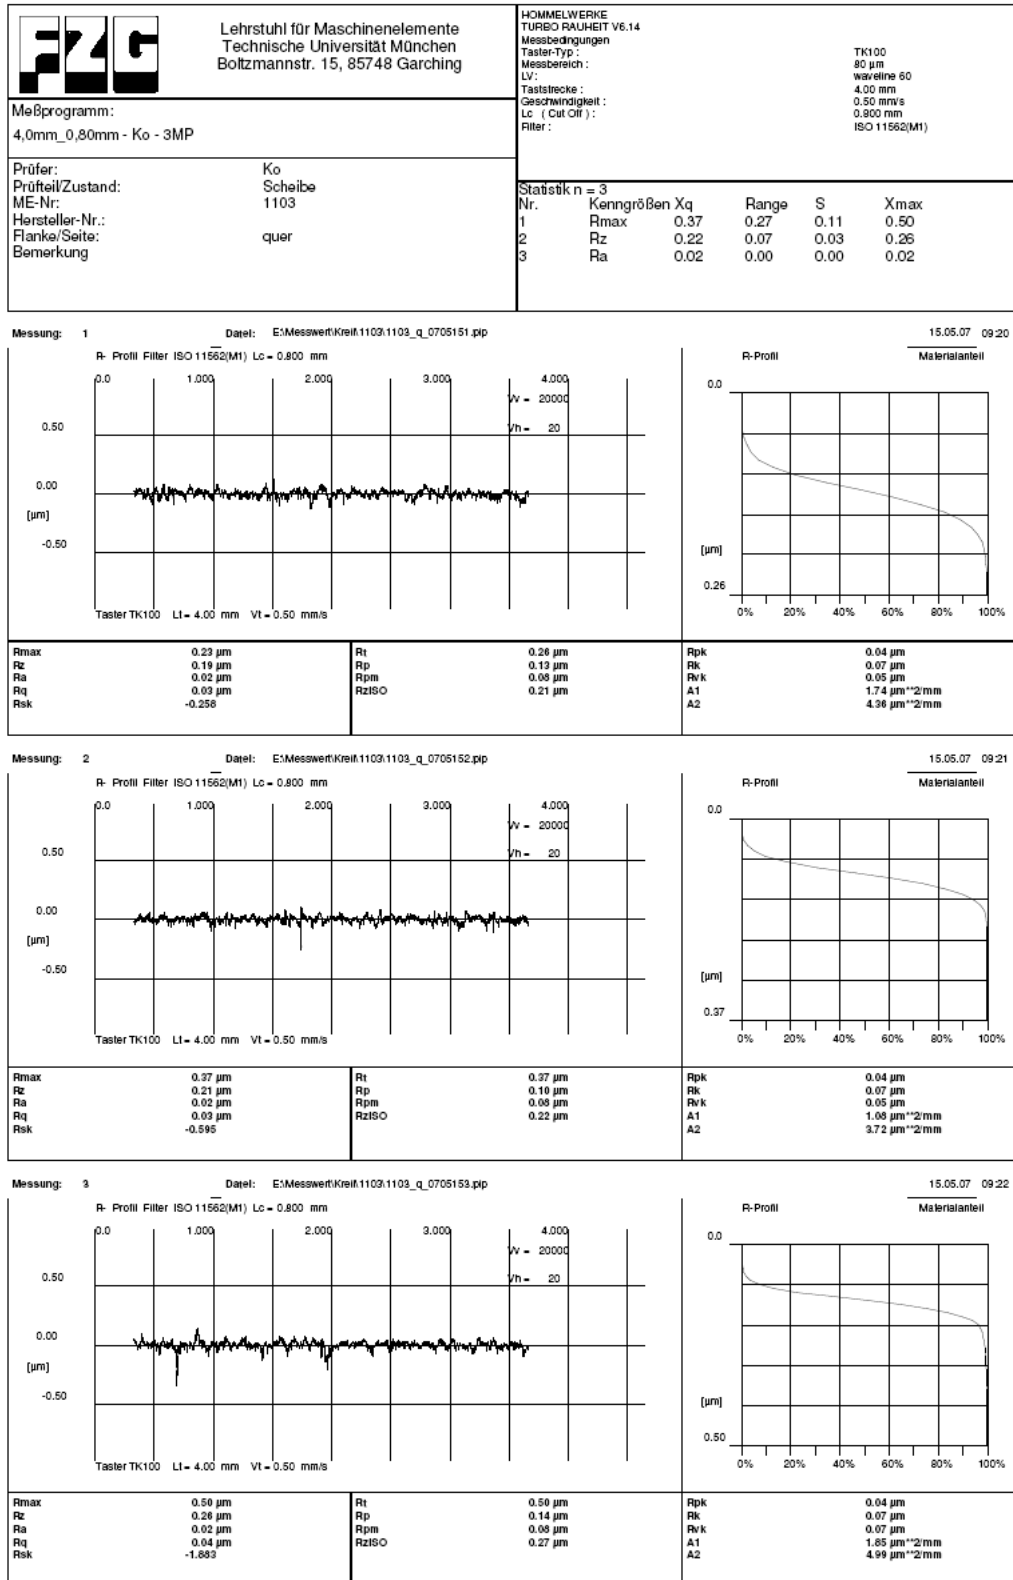 FZG
Lehrstuhl für Maschinenelemente
Technische Universität München
Boltzmannstr. 15, 85748 Garching
HOMMELWERKE
TURBO RAUHEIT V6.14
Messbedingungen
Taster-Typ : TK100
Messbereich : 80 µm
LV : waveline 60
Taststrecke : 4.00 mm
Geschwindigkeit : 0.50 mm/s
Lc ( Cut Off ) : 0.800 mm
Filter : ISO 11562(M1)
Meßprogramm:
4,0mm_0,80mm - Ko - 3MP
Prüfer: Ko
Prüfteil/Zustand: Scheibe
ME-Nr: 1103
Hersteller-Nr.:
Flanke/Seite: quer
Bemerkung
Statistik n = 3
Nr. Kenngrößen Xq Range S Xmax
1 Rmax 0.37 0.27 0.11 0.50
2 Rz 0.22 0.07 0.03 0.26
3 Ra 0.02 0.00 0.00 0.02
Messung: 1 Datei: E:\Messwert\Kreil\1103\1103_q_0705151.pip 15.05.07 09:20
R- Profil Filter ISO 11562(M1) Lc = 0.800 mm
0.0 1.000 2.000 3.000 4.000
Vv = 20000
Vh = 20
0.50
0.00
[µm]
-0.50
Taster TK100 Lt = 4.00 mm Vt = 0.50 mm/s
R-Profil Materialanteil
0.0
[µm]
0.26
0% 20% 40% 60% 80% 100%
Rmax 0.23 µm Rt 0.26 µm Rpk 0.04 µm
Rz 0.19 µm Rp 0.13 µm Rk 0.07 µm
Ra 0.02 µm Rpm 0.08 µm Rvk 0.05 µm
Rq 0.03 µm RzISO 0.21 µm A1 1.74 µm**2/mm
Rsk -0.258 A2 4.36 µm**2/mm
Messung: 2 Datei: E:\Messwert\Kreil\1103\1103_q_0705152.pip 15.05.07 09:21
R- Profil Filter ISO 11562(M1) Lc = 0.800 mm
0.0 1.000 2.000 3.000 4.000
Vv = 20000
Vh = 20
0.50
0.00
[µm]
-0.50
Taster TK100 Lt = 4.00 mm Vt = 0.50 mm/s
R-Profil Materialanteil
0.0
[µm]
0.37
0% 20% 40% 60% 80% 100%
Rmax 0.37 µm Rt 0.37 µm Rpk 0.04 µm
Rz 0.21 µm Rp 0.10 µm Rk 0.07 µm
Ra 0.02 µm Rpm 0.08 µm Rvk 0.05 µm
Rq 0.03 µm RzISO 0.22 µm A1 1.08 µm**2/mm
Rsk -0.595 A2 3.72 µm**2/mm
Messung: 3 Datei: E:\Messwert\Kreil\1103\1103_q_0705153.pip 15.05.07 09:22
R- Profil Filter ISO 11562(M1) Lc = 0.800 mm
0.0 1.000 2.000 3.000 4.000
Vv = 20000
Vh = 20
0.50
0.00
[µm]
-0.50
Taster TK100 Lt = 4.00 mm Vt = 0.50 mm/s
R-Profil Materialanteil
0.0
[µm]
0.50
0% 20% 40% 60% 80% 100%
Rmax 0.50 µm Rt 0.50 µm Rpk 0.04 µm
Rz 0.26 µm Rp 0.14 µm Rk 0.07 µm
Ra 0.02 µm Rpm 0.08 µm Rvk 0.07 µm
Rq 0.04 µm RzISO 0.27 µm A1 1.85 µm**2/mm
Rsk -1.883 A2 4.99 µm**2/mm